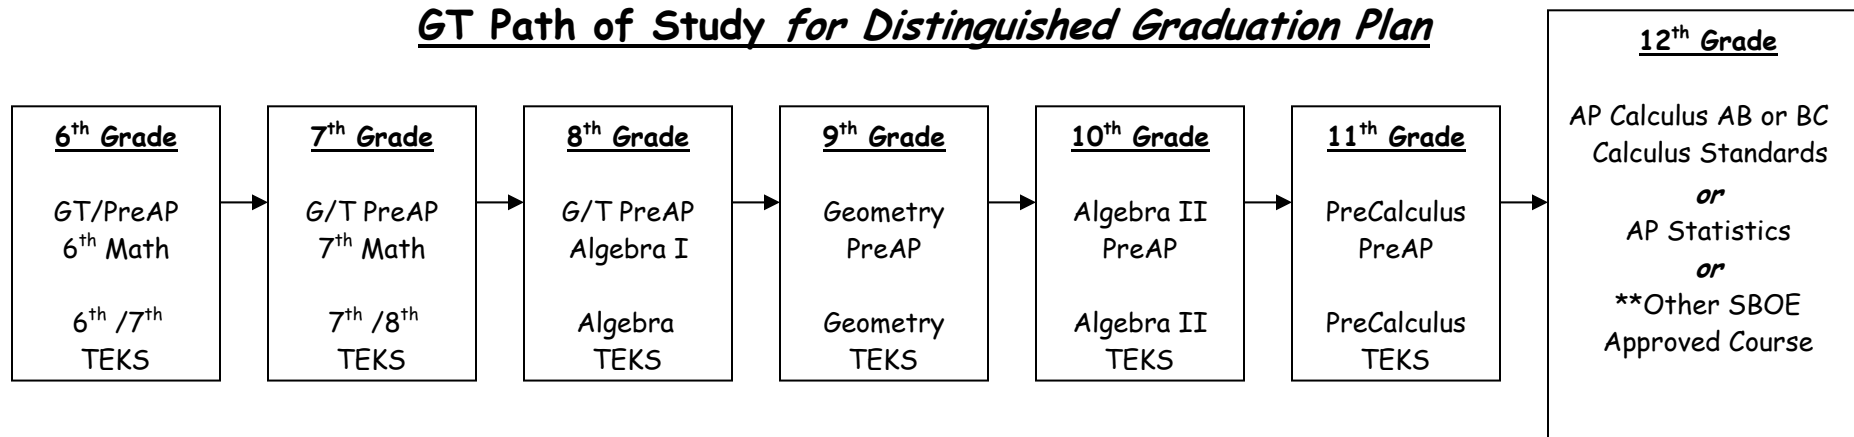 GT Path of Study for Distinguished Graduation Plan
6th Grade
GT/PreAP
6th Math
6th /7th
TEKS
7th Grade
G/T PreAP
7th Math
7th /8th
TEKS
8th Grade
G/T PreAP
Algebra I
Algebra
TEKS
9th Grade
Geometry
PreAP
Geometry
TEKS
10th Grade
Algebra II
PreAP
Algebra II
TEKS
11th Grade
PreCalculus
PreAP
PreCalculus
TEKS
12th Grade
AP Calculus AB or BC
Calculus Standards
or
AP Statistics
or
**Other SBOE
Approved Course